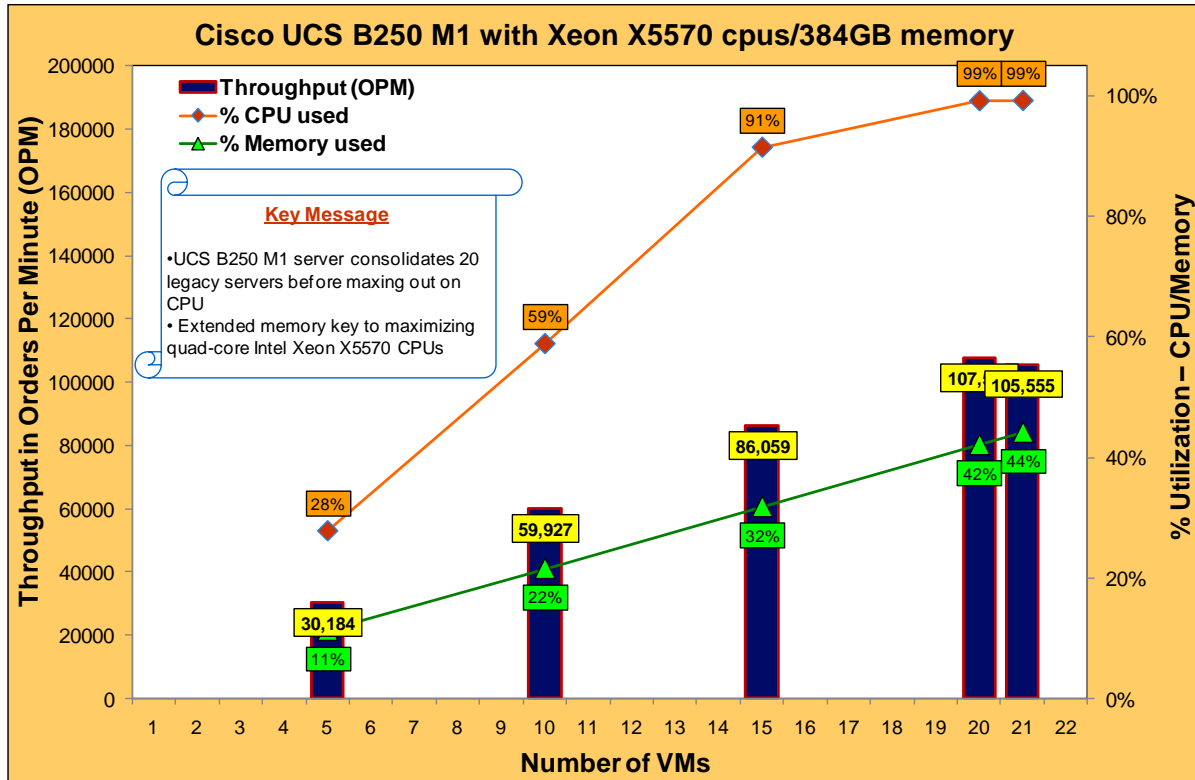 Cisco UCS B250 M1 with Xeon X5570 cpus/384GB memory
Throughput in Orders Per Minute (OPM)
200000
180000
160000
140000
120000
100000
80000
60000
40000
20000
0
Throughput (OPM)
% CPU used
% Memory used
Key Message
•UCS B250 M1 server consolidates 20
legacy servers before maxing out on
CPU
• Extended memory key to maximizing
quad-core Intel Xeon X5570 CPUs
28%
59%
91%
99%
99%
30,184
59,927
86,059
105,555
11%
22%
32%
42%
44%
100%
80%
60%
40%
20%
0%
% Utilization – CPU/Memory
1 2 3 4 5 6 7 8 9 10 11 12 13 14 15 16 17 18 19 20 21 22
Number of VMs